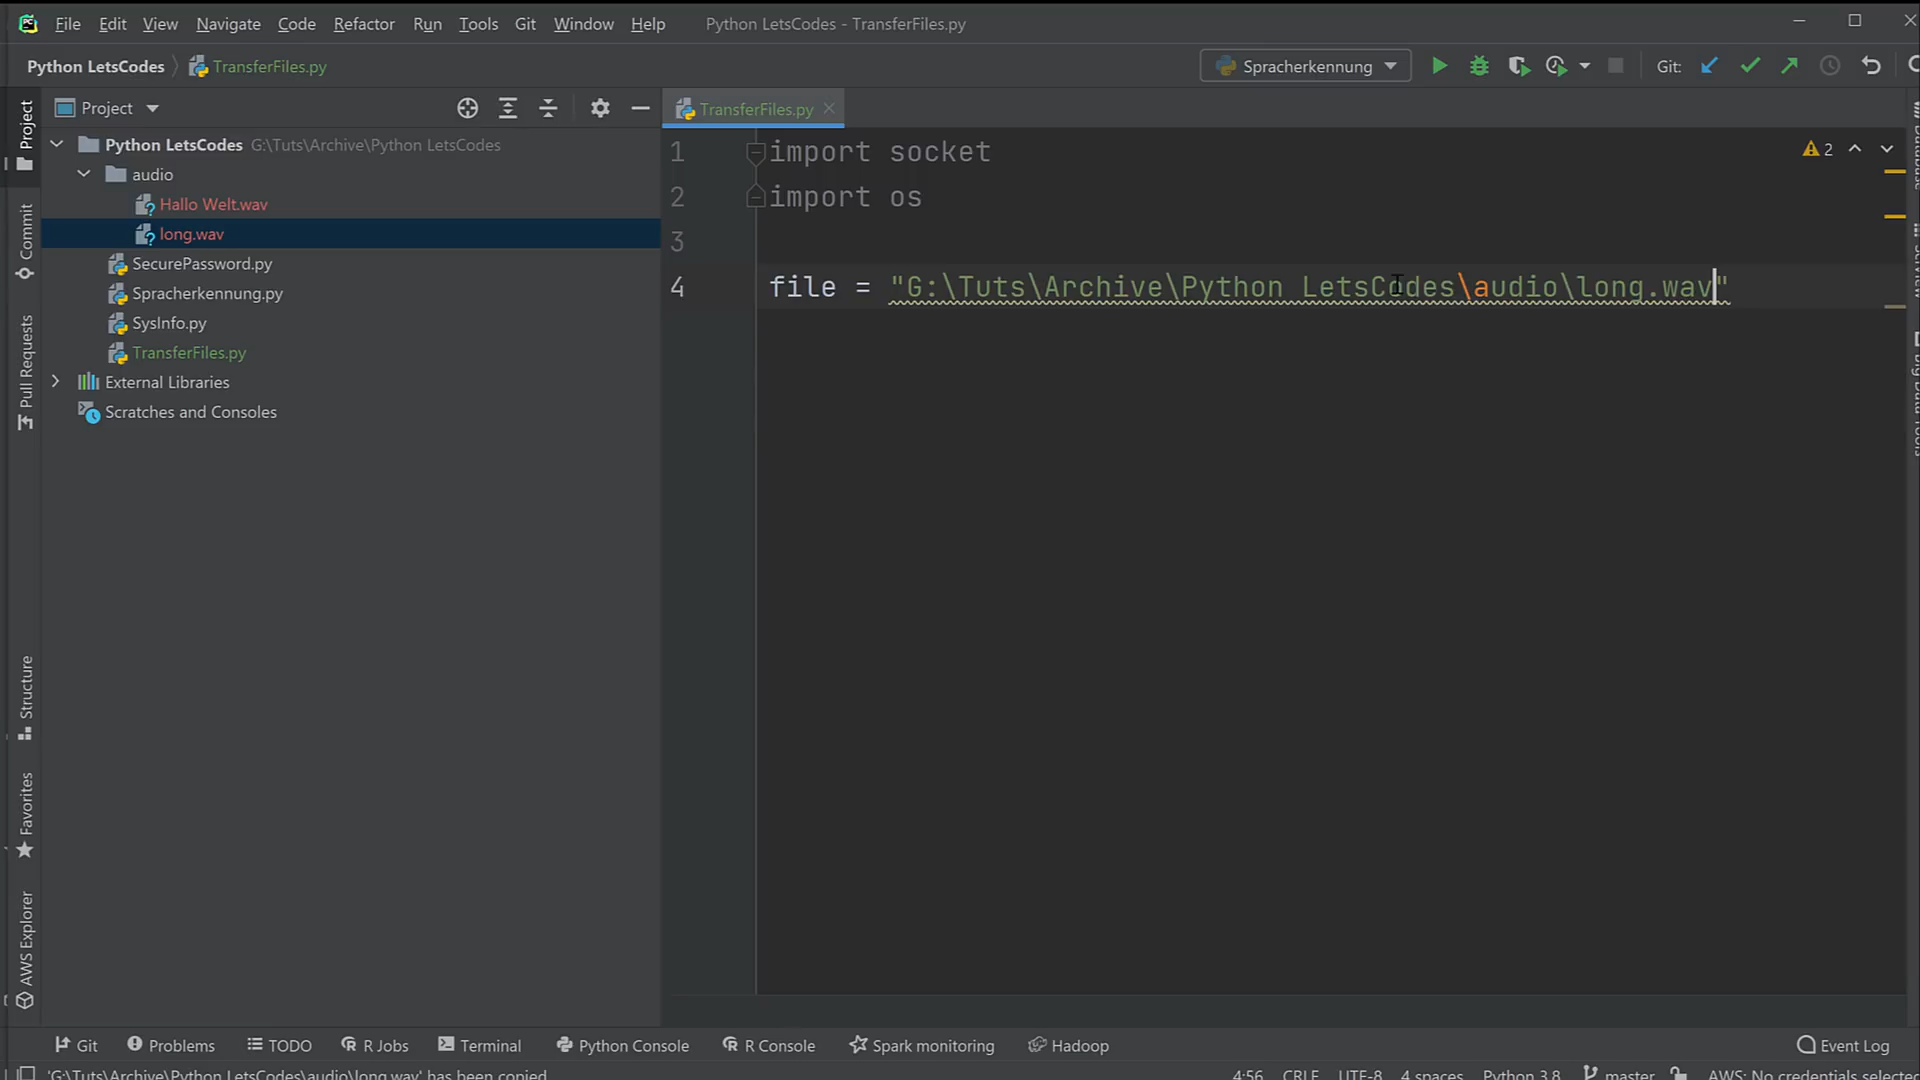 File Edit View Navigate Code Refactor Run Tools Git Window Help Python LetsCodes - TransferFiles.py
Python LetsCodes TransferFiles.py Spracherkennung Git:
Project TransferFiles.py
Project
Commit
Pull Requests
Structure
Favorites
AWS Explorer
Python LetsCodes G:\Tuts\Archive\Python LetsCodes
audio
Hallo Welt.wav
long.wav
SecurePassword.py
Spracherkennung.py
SysInfo.py
TransferFiles.py
External Libraries
Scratches and Consoles
1 import socket
2 import os
3
4 file = "G:\Tuts\Archive\Python LetsCodes\audio\long.wav"
2
Git Problems TODO R Jobs Terminal Python Console R Console Spark monitoring Hadoop Event Log
'G:\Tuts\Archive\Python LetsCodes\audio\long.wav' has been copied 4:56 CRLF UTF-8 4 spaces Python 3.8 master AWS: No credentials selected